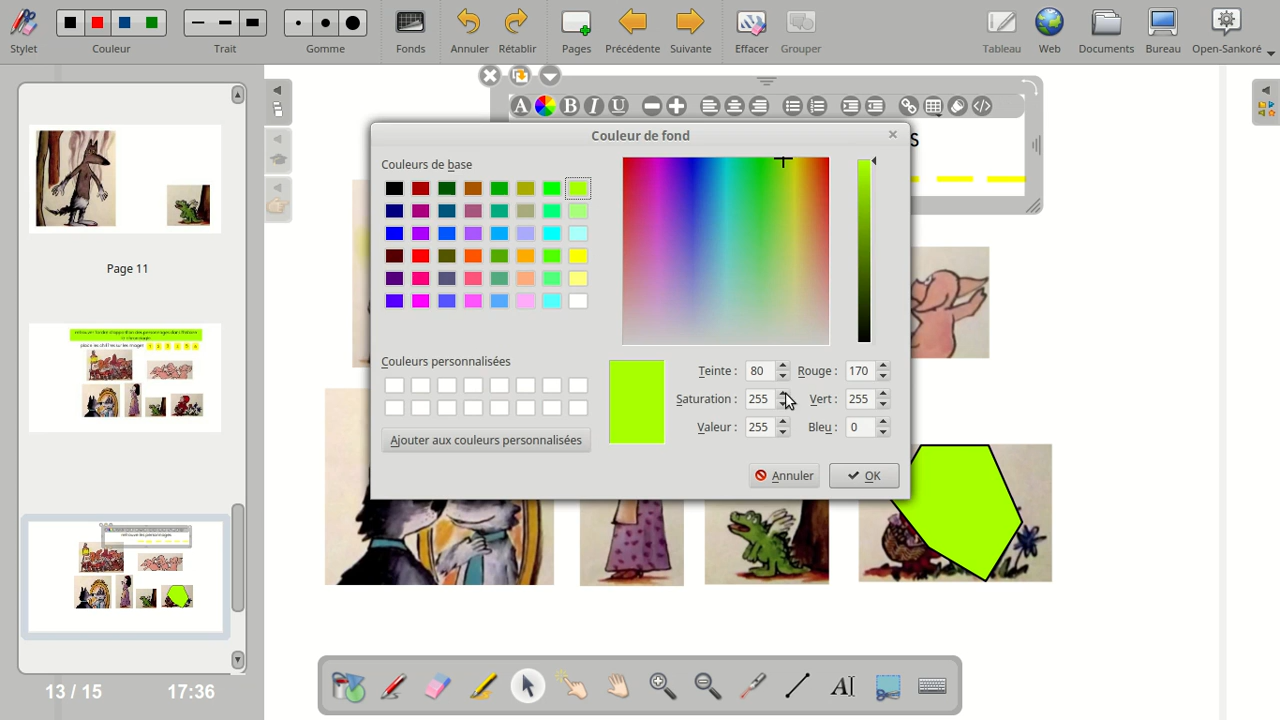 Stylet Couleur Trait Gomme Fonds Annuler Rétablir Pages Précédente Suivante Effacer Grouper Tableau Web Documents Bureau Open-Sankoré
Couleur de fond
Couleurs de base
Page 11
Couleurs personnalisées
Teinte : 80 Rouge : 170
Saturation : 255 Vert : 255
Valeur : 255 Bleu : 0
Ajouter aux couleurs personnalisées
Annuler OK
13 / 15 17:36